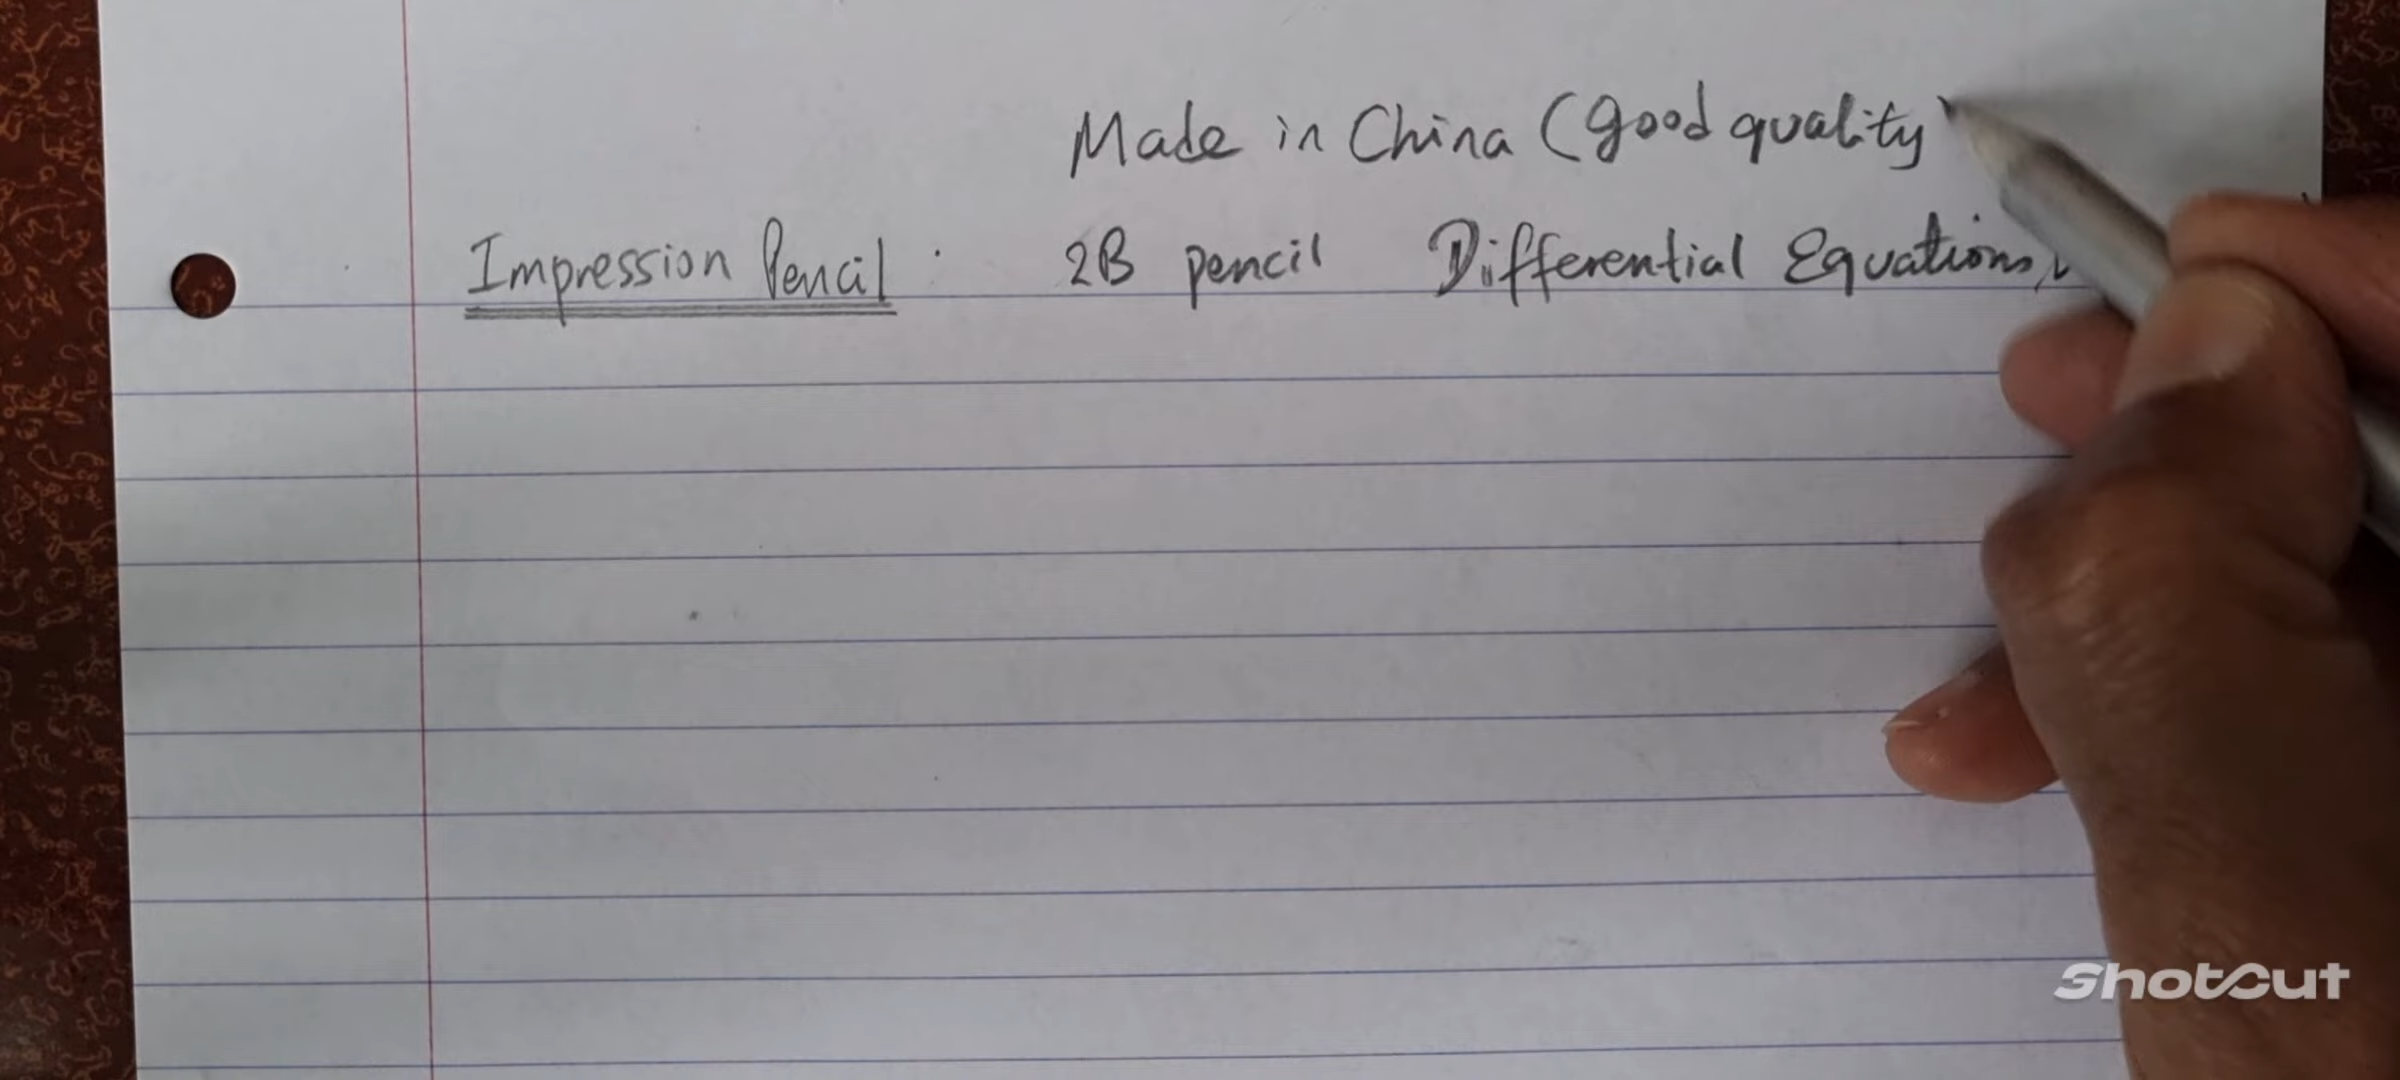 Made in China (Good quality)
Impression Pencil : 2B pencil Differential Equations,
ShotCut